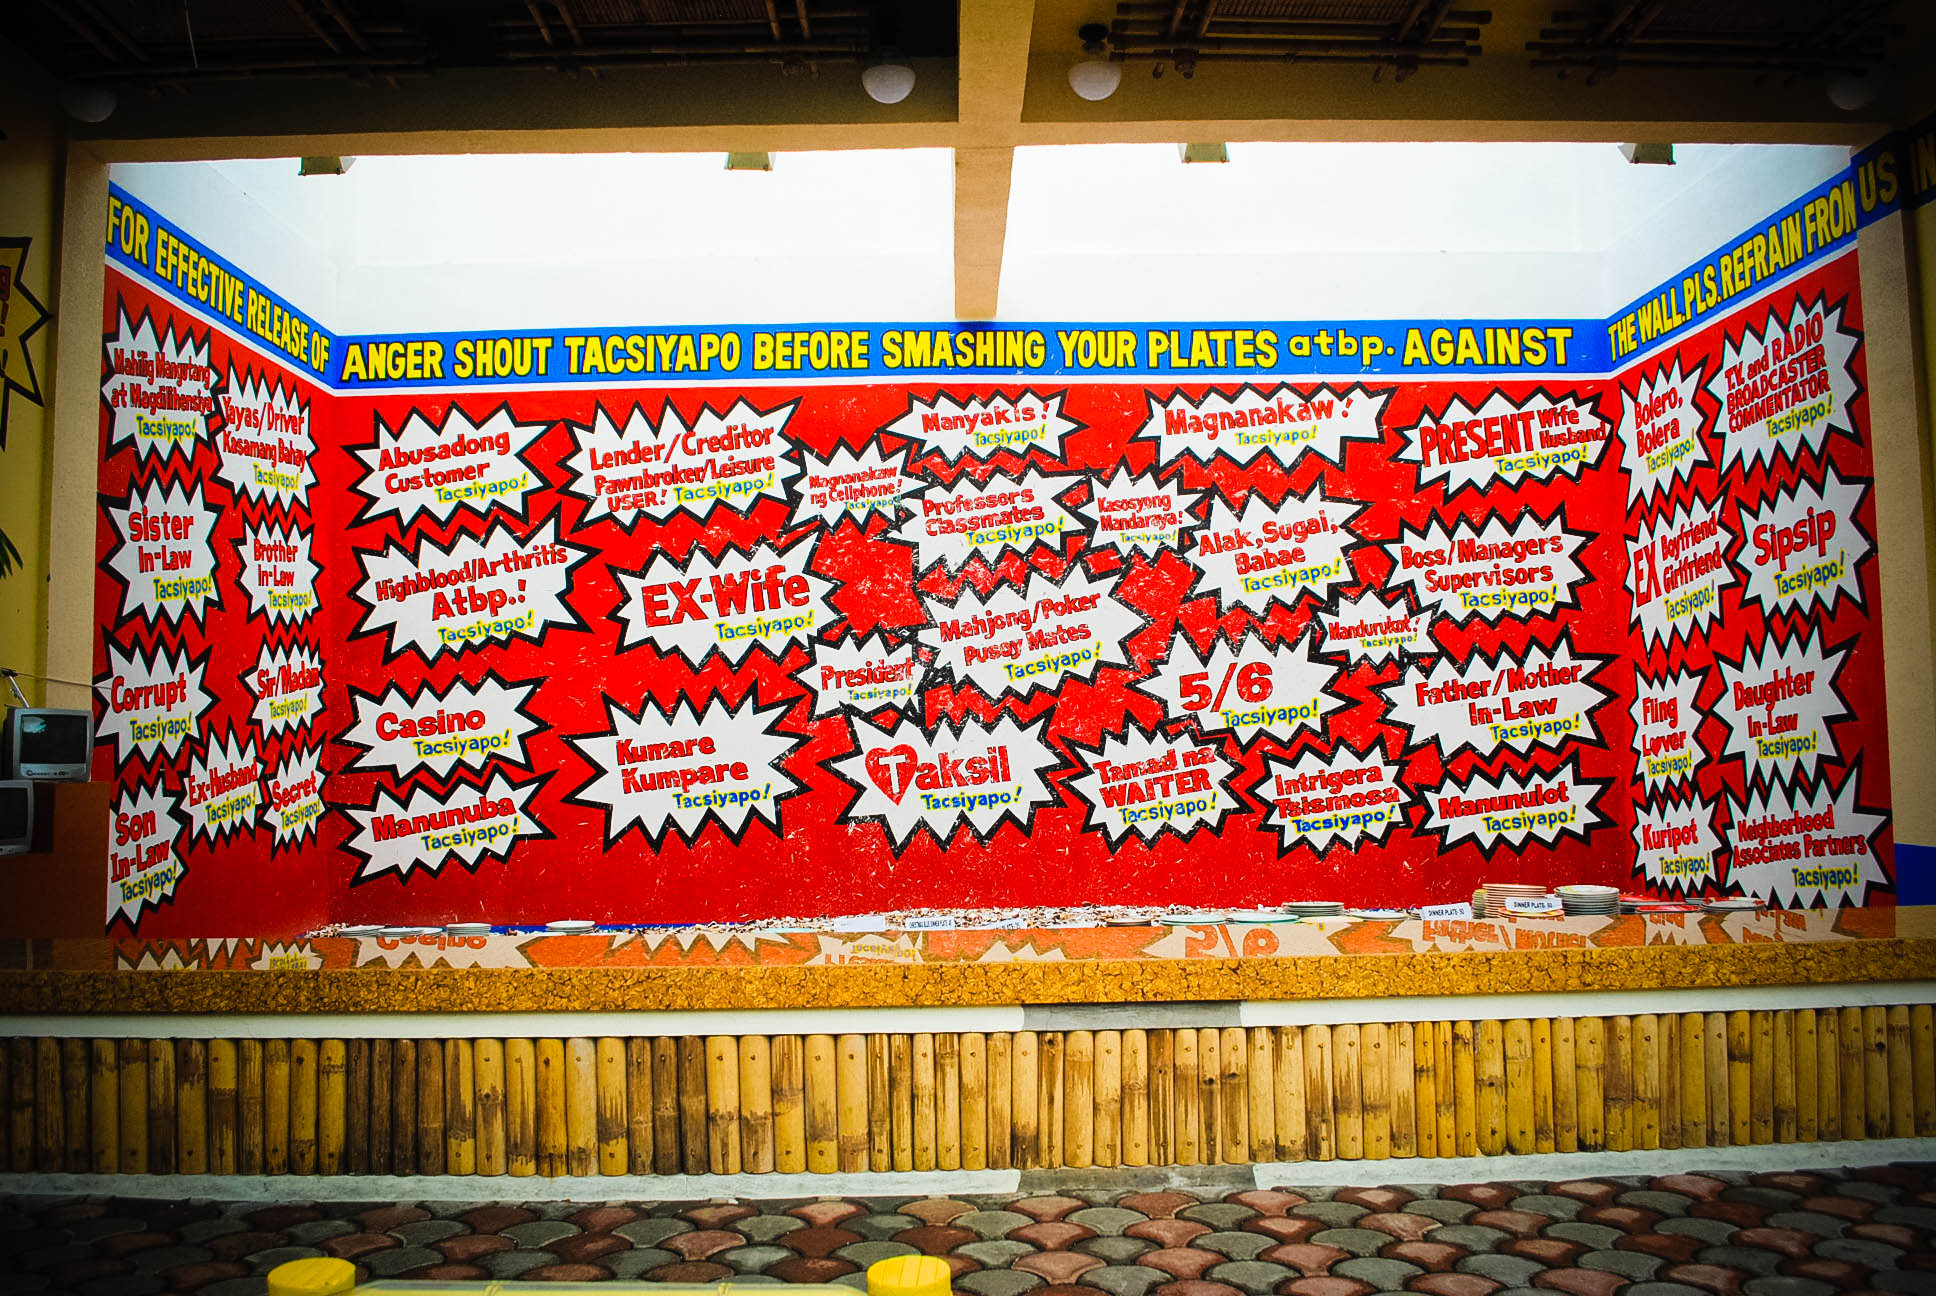 FOR EFFECTIVE RELEASE OF ANGER SHOUT TACSIYAPO BEFORE SMASHING YOUR PLATES atbp. AGAINST THE WALL.PLS.REFRAIN FROM US IN
Mahilig Mangutang
at Magdilihensya
Tacsiyapo!
Yayas/Driver
Kasamang Bahay
Tacsiyapo!
Sister
In-Law
Tacsiyapo!
Brother
In-Law
Tacsiyapo!
Corrupt
Tacsiyapo!
Sir/Madam
Tacsiyapo!
Ex-Husband
Tacsiyapo!
Secret
Tacsiyapo!
Son
In-Law
Tacsiyapo!
Abusadong
Customer
Tacsiyapo!
Lender/Creditor
Pawnbroker/Leisure
USER! Tacsiyapo!
Magnanakaw
ng Cellphone!
Tacsiyapo!
Manyakis!
Tacsiyapo!
Magnanakaw!
Tacsiyapo!
PRESENT Wife
Husband
Tacsiyapo!
Professors
Classmates
Tacsiyapo!
Kasosyong
Mandaraya!
Tacsiyapo!
Alak, Sugal,
Babae
Tacsiyapo!
Boss/Managers
Supervisors
Tacsiyapo!
Highblood/Arthritis
Atbp.!
Tacsiyapo!
EX-Wife
Tacsiyapo!
Mahjong/Poker
Pusoy Mates
Tacsiyapo!
Mandurukot!
Tacsiyapo!
President
Tacsiyapo!
5/6
Tacsiyapo!
Father/Mother
In-Law
Tacsiyapo!
Casino
Tacsiyapo!
Kumare
Kumpare
Tacsiyapo!
Taksil
Tacsiyapo!
Tamad na
WAITER
Tacsiyapo!
Intrigera
Tsismosa
Tacsiyapo!
Manunulot
Tacsiyapo!
Manunuba
Tacsiyapo!
Bolero,
Bolera
Tacsiyapo!
T.V. and RADIO
BROADCASTER
COMMENTATOR
Tacsiyapo!
EX Boyfriend
Girlfriend
Tacsiyapo!
Sipsip
Tacsiyapo!
Fling
Lover
Tacsiyapo!
Daughter
In-Law
Tacsiyapo!
Kuripot
Tacsiyapo!
Neighborhood
Associates Partners
Tacsiyapo!
DINNER PLATE-50
DINNER PLATE-50